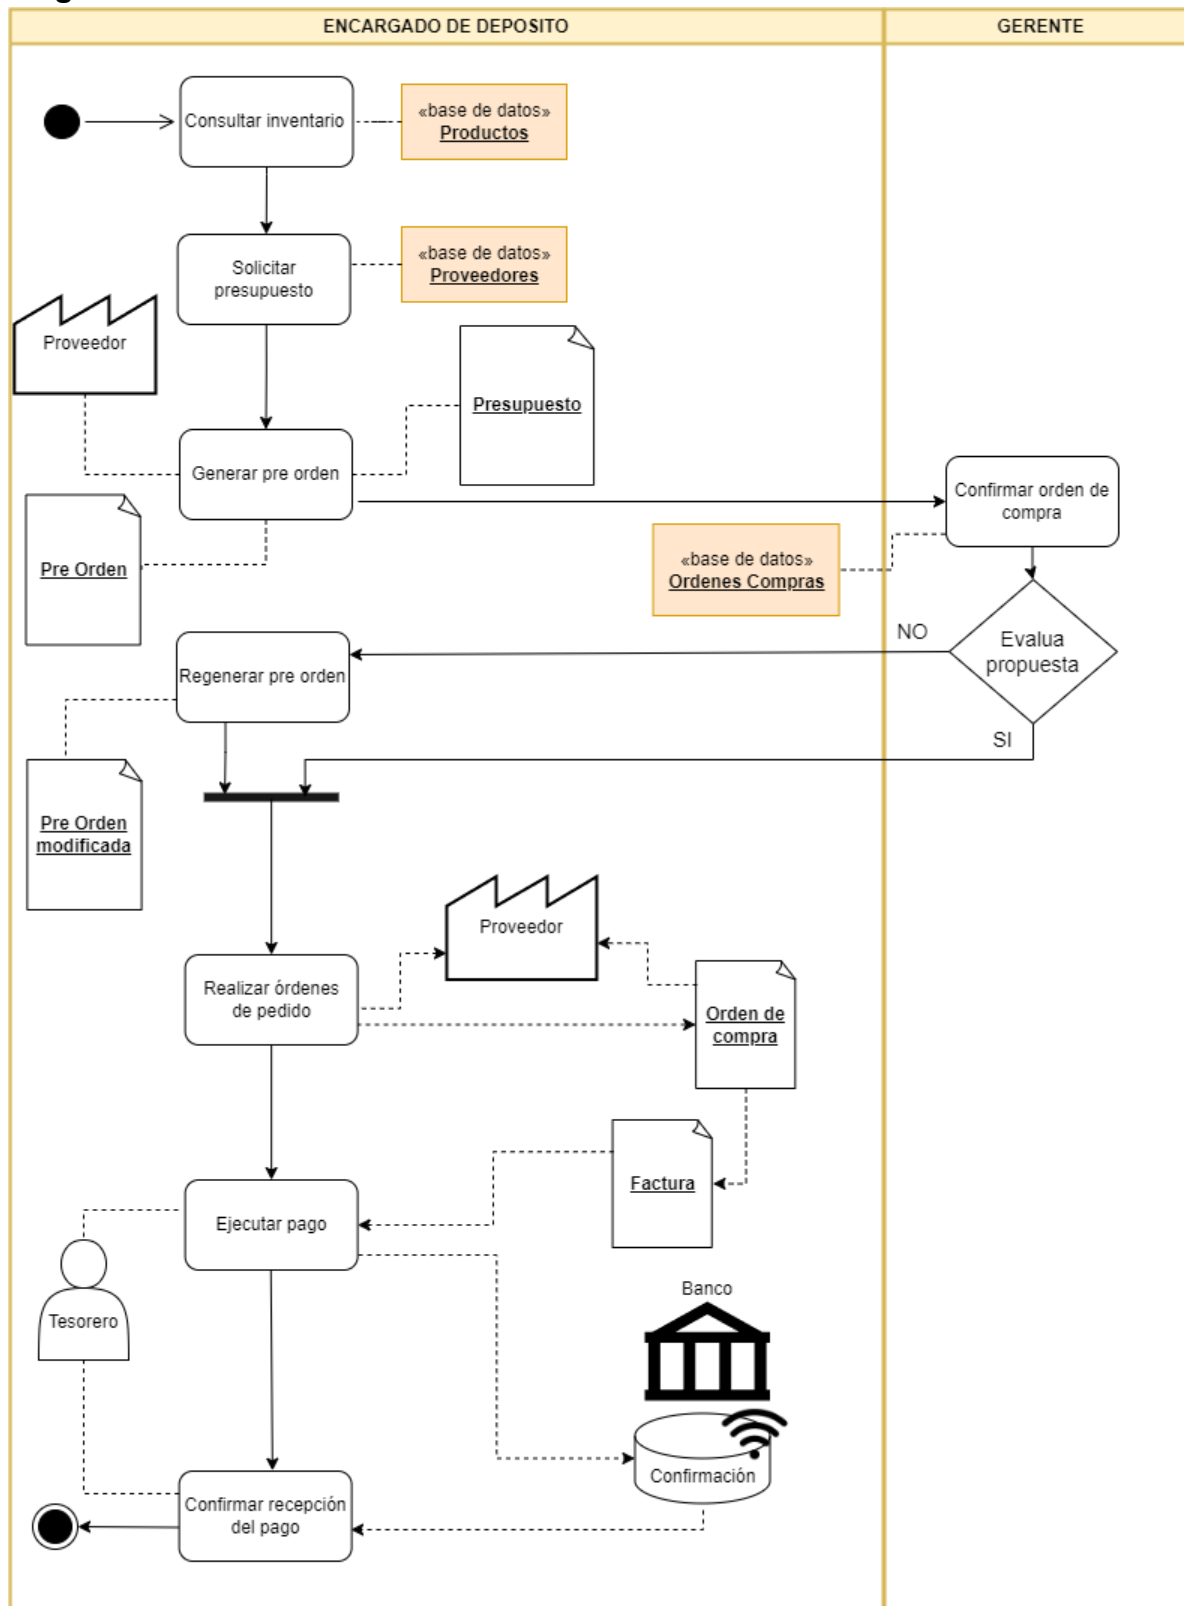 ENCARGADO DE DEPOSITO
GERENTE
Consultar inventario
«base de datos»
Productos
Solicitar
presupuesto
«base de datos»
Proveedores
Proveedor
Presupuesto
Generar pre orden
Confirmar orden de
compra
Pre Orden
«base de datos»
Ordenes Compras
NO
Evalua
propuesta
Regenerar pre orden
SI
Pre Orden
modificada
Proveedor
Realizar órdenes
de pedido
Orden de
compra
Factura
Ejecutar pago
Banco
Tesorero
Confirmación
Confirmar recepción
del pago